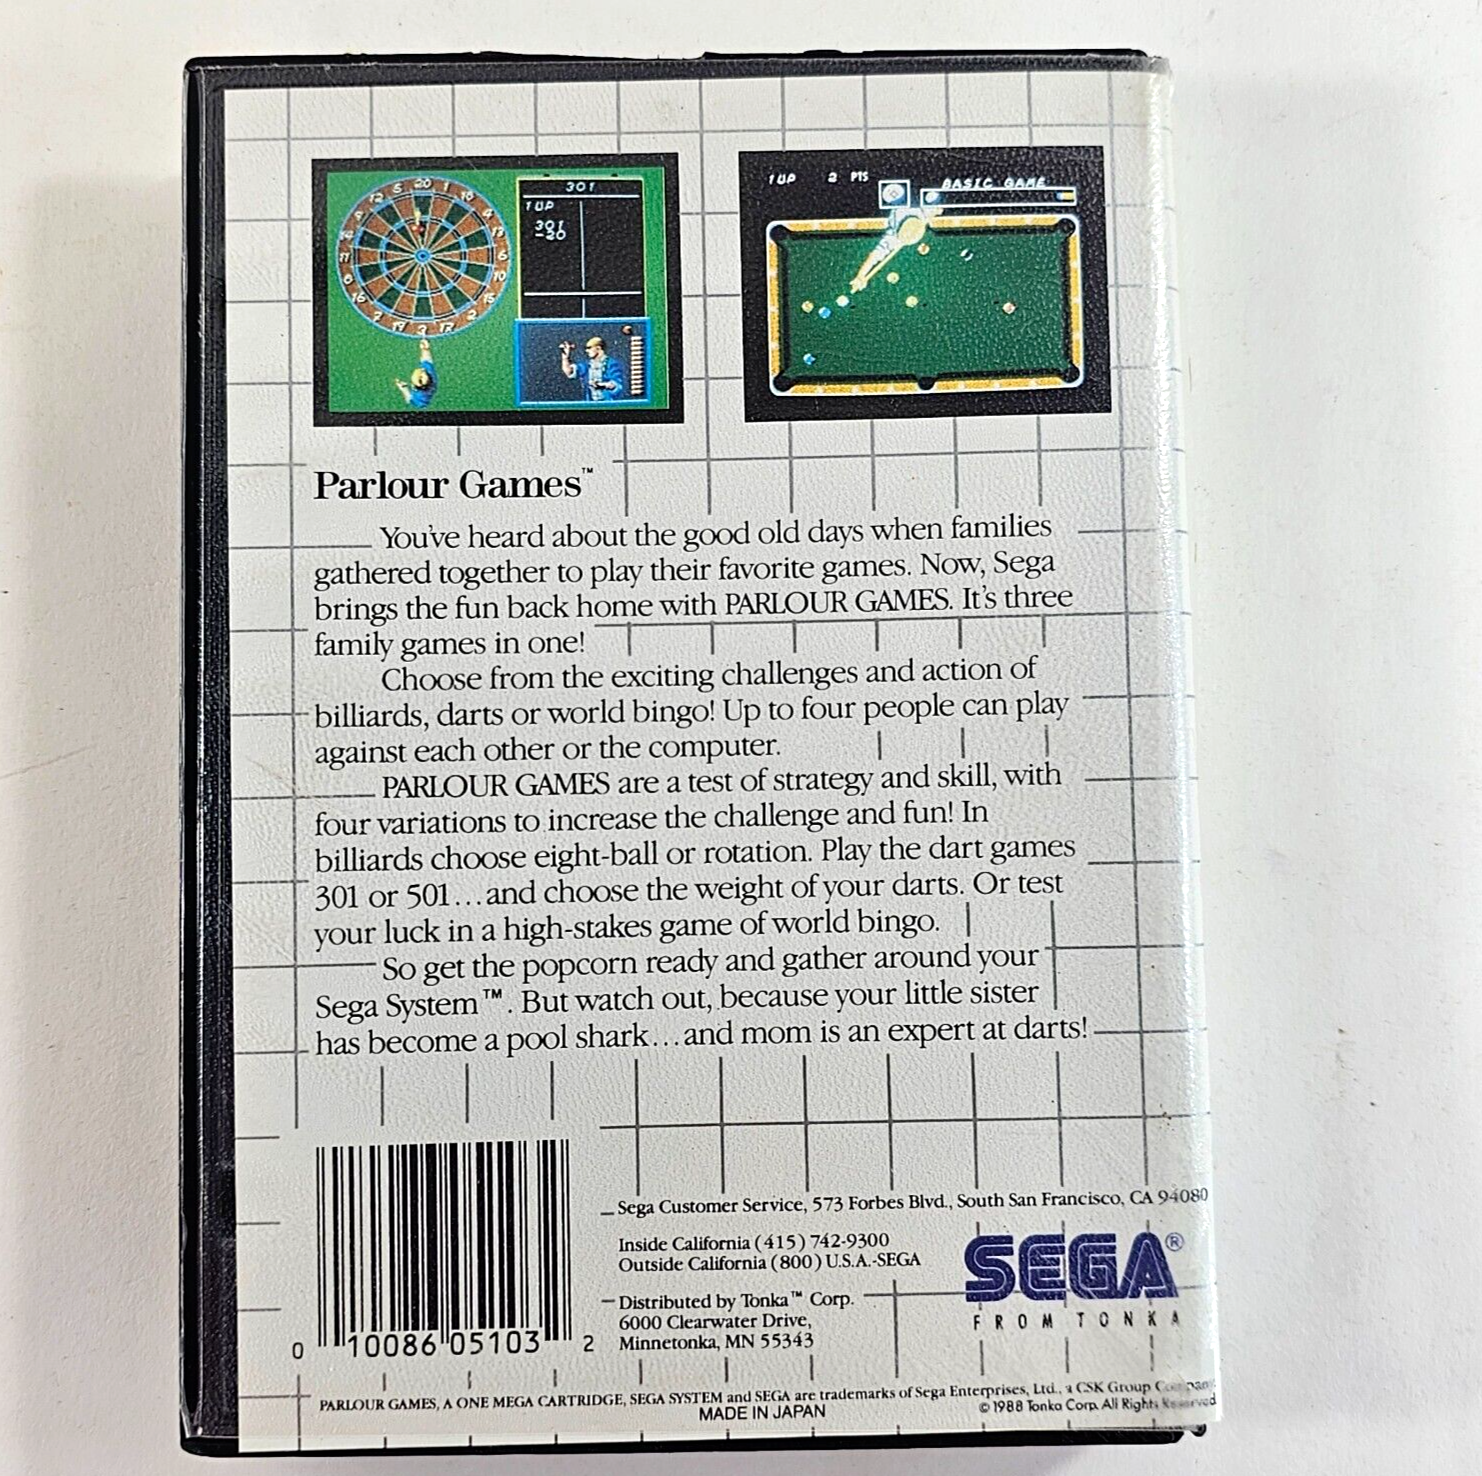 301
1UP
301
-20
1UP 2 PTS BASIC GAME
Parlour Games™
You've heard about the good old days when families
gathered together to play their favorite games. Now, Sega
brings the fun back home with PARLOUR GAMES. It's three
family games in one!
Choose from the exciting challenges and action of
billiards, darts or world bingo! Up to four people can play
against each other or the computer.
PARLOUR GAMES are a test of strategy and skill, with
four variations to increase the challenge and fun! In
billiards choose eight-ball or rotation. Play the dart games
301 or 501...and choose the weight of your darts. Or test
your luck in a high-stakes game of world bingo.
So get the popcorn ready and gather around your
Sega System™. But watch out, because your little sister
has become a pool shark...and mom is an expert at darts!
0 10086 05103 2
Sega Customer Service, 573 Forbes Blvd., South San Francisco, CA 94080
Inside California (415) 742-9300
Outside California (800) U.S.A.-SEGA
Distributed by Tonka™ Corp.
6000 Clearwater Drive,
Minnetonka, MN 55343
SEGA®
FROM TONKA
PARLOUR GAMES, A ONE MEGA CARTRIDGE, SEGA SYSTEM and SEGA are trademarks of Sega Enterprises, Ltd., a CSK Group Company
MADE IN JAPAN
©1988 Tonka Corp. All Rights Reserved